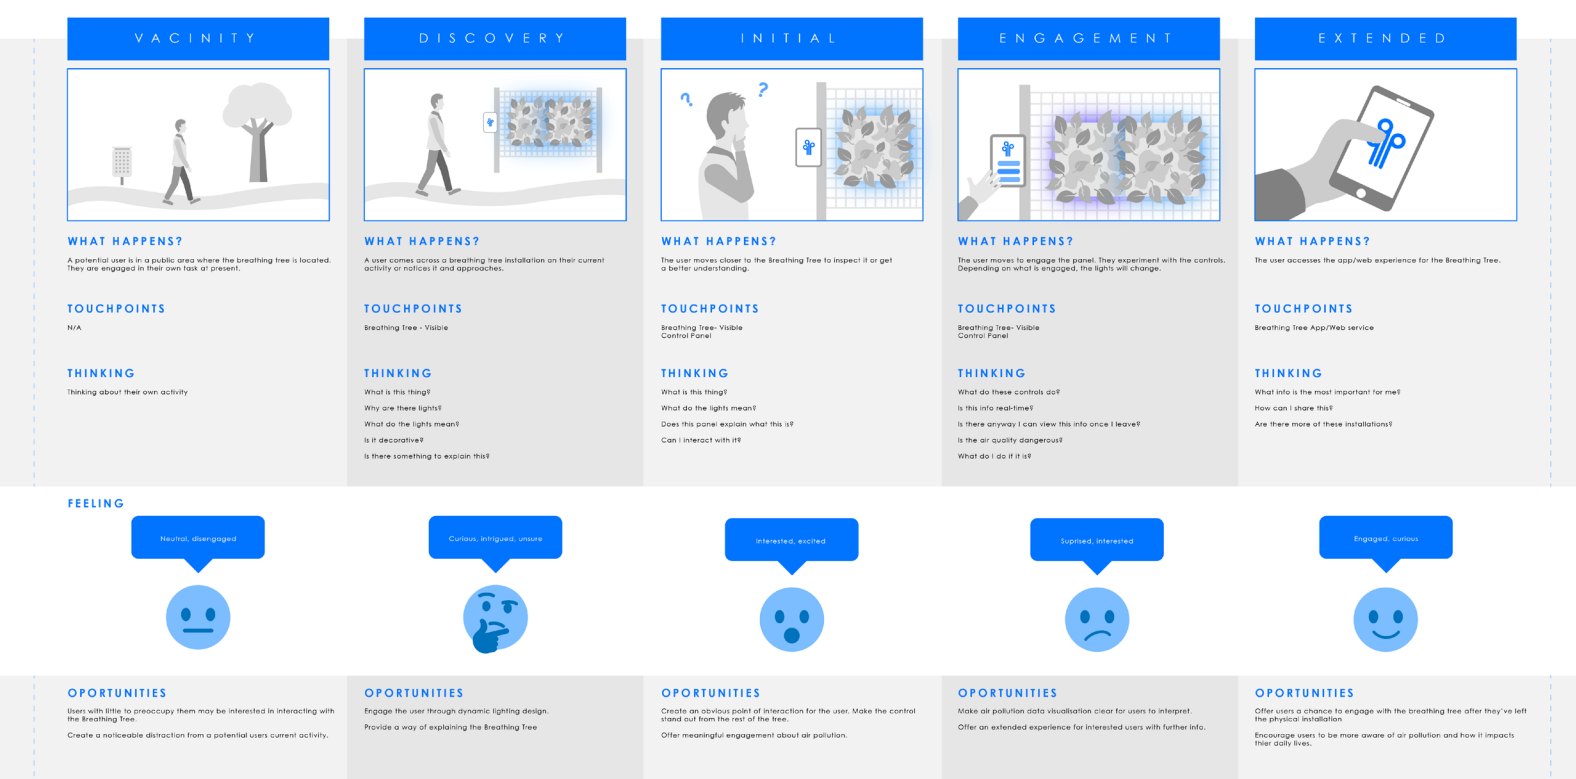 VACINITY
DISCOVERY
INITIAL
ENGAGEMENT
EXTENDED
?
?
WHAT HAPPENS?
A potential user is in a public area where the breathing tree is located.
They are engaged in their own task at present.
TOUCHPOINTS
N/A
THINKING
Thinking about their own activity
WHAT HAPPENS?
A user comes across a breathing tree installation on their current
activity or notices it and approaches.
TOUCHPOINTS
Breathing Tree - Visible
THINKING
What is this thing?
Why are there lights?
What do the lights mean?
Is it decorative?
Is there something to explain this?
WHAT HAPPENS?
The user moves closer to the Breathing Tree to inspect it or get
a better understanding.
TOUCHPOINTS
Breathing Tree- Visible
Control Panel
THINKING
What is this thing?
What do the lights mean?
Does this panel explain what this is?
Can I interact with it?
WHAT HAPPENS?
The user moves to engage the panel. They experiment with the controls.
Depending on what is engaged, the lights will change.
TOUCHPOINTS
Breathing Tree- Visible
Control Panel
THINKING
What do these controls do?
Is this info real-time?
Is there anyway I can view this info once I leave?
Is the air quality dangerous?
What do I do if it is?
WHAT HAPPENS?
The user accesses the app/web experience for the Breathing Tree.
TOUCHPOINTS
Breathing Tree App/Web service
THINKING
What info is the most important for me?
How can I share this?
Are there more of these installations?
FEELING
Neutral, disengaged
Curious, intrigued, unsure
Interested, excited
Suprised, interested
Engaged, curious
OPORTUNITIES
Users with little to preoccupy them may be interested in interacting with
the Breathing Tree.
Create a noticeable distraction from a potential users current activity.
OPORTUNITIES
Engage the user through dynamic lighting design.
Provide a way of explaining the Breathing Tree
OPORTUNITIES
Create an obvious point of interaction for the user. Make the control
stand out from the rest of the tree.
Offer meaningful engagement about air pollution.
OPORTUNITIES
Make air pollution data visualisation clear for users to interpret.
Offer an extended experience for interested users with further info.
OPORTUNITIES
Offer users a chance to engage with the breathing tree after they've left
the physical installation
Encourage users to be more aware of air pollution and how it impacts
thier daily lives.